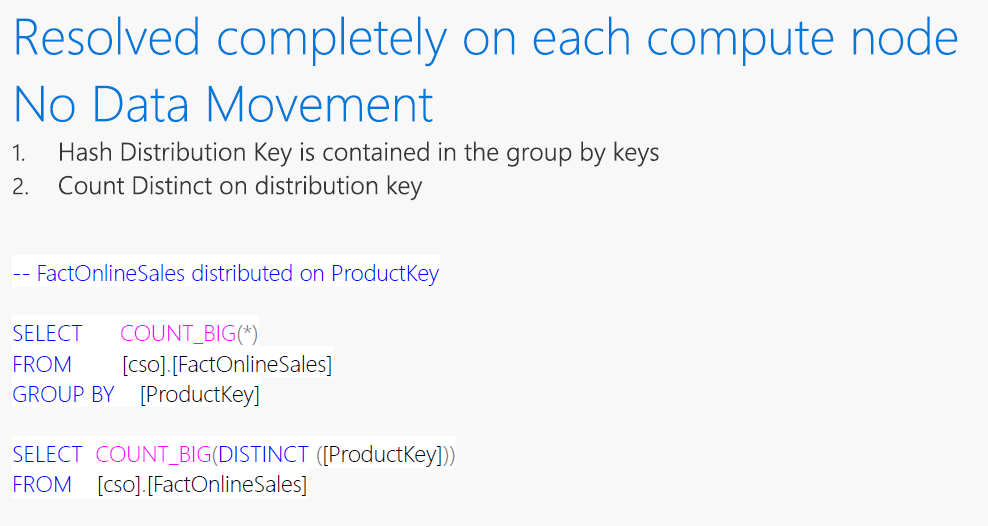 Resolved completely on each compute node
No Data Movement
1. Hash Distribution Key is contained in the group by keys
2. Count Distinct on distribution key
-- FactOnlineSales distributed on ProductKey
SELECT COUNT_BIG(*)
FROM [cso].[FactOnlineSales]
GROUP BY [ProductKey]
SELECT COUNT_BIG(DISTINCT ([ProductKey]))
FROM [cso].[FactOnlineSales]